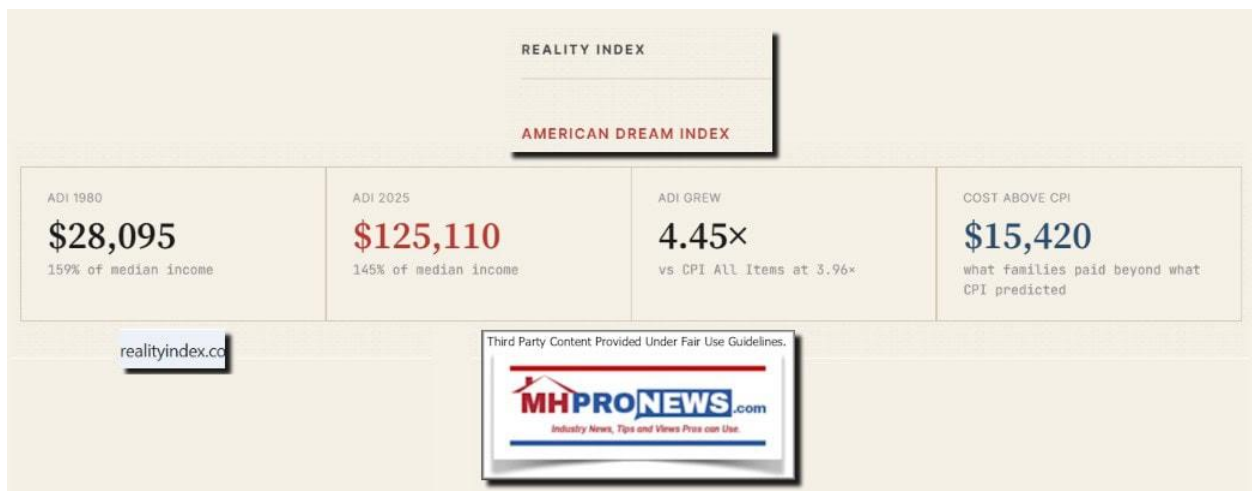 REALITY INDEX
AMERICAN DREAM INDEX
ADI 1980
$28,095
159% of median income
ADI 2025
$125,110
145% of median income
ADI GREW
4.45×
vs CPI All Items at 3.96×
COST ABOVE CPI
$15,420
what families paid beyond what
CPI predicted
realityindex.co
Third Party Content Provided Under Fair Use Guidelines.
MHPRONEWS.com
Industry News, Tips and Views Pros can Use.